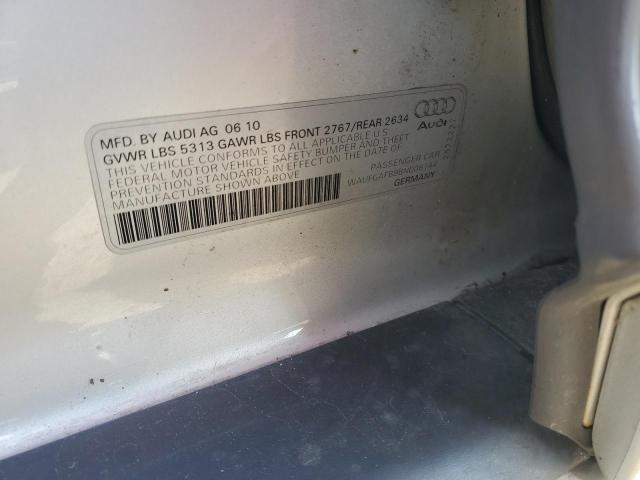 MFD. BY AUDI AG 06 10
GVWR LBS 5313 GAWR LBS FRONT 2767/REAR 2634
THIS VEHICLE CONFORMS TO ALL APPLICABLE U S
FEDERAL MOTOR VEHICLE SAFETY BUMPER AND THEFT
PREVENTION STANDARDS IN EFFECT ON THE DATE OF
MANUFACTURE SHOWN ABOVE
PASSENGER CAR
GERMANY
Audi